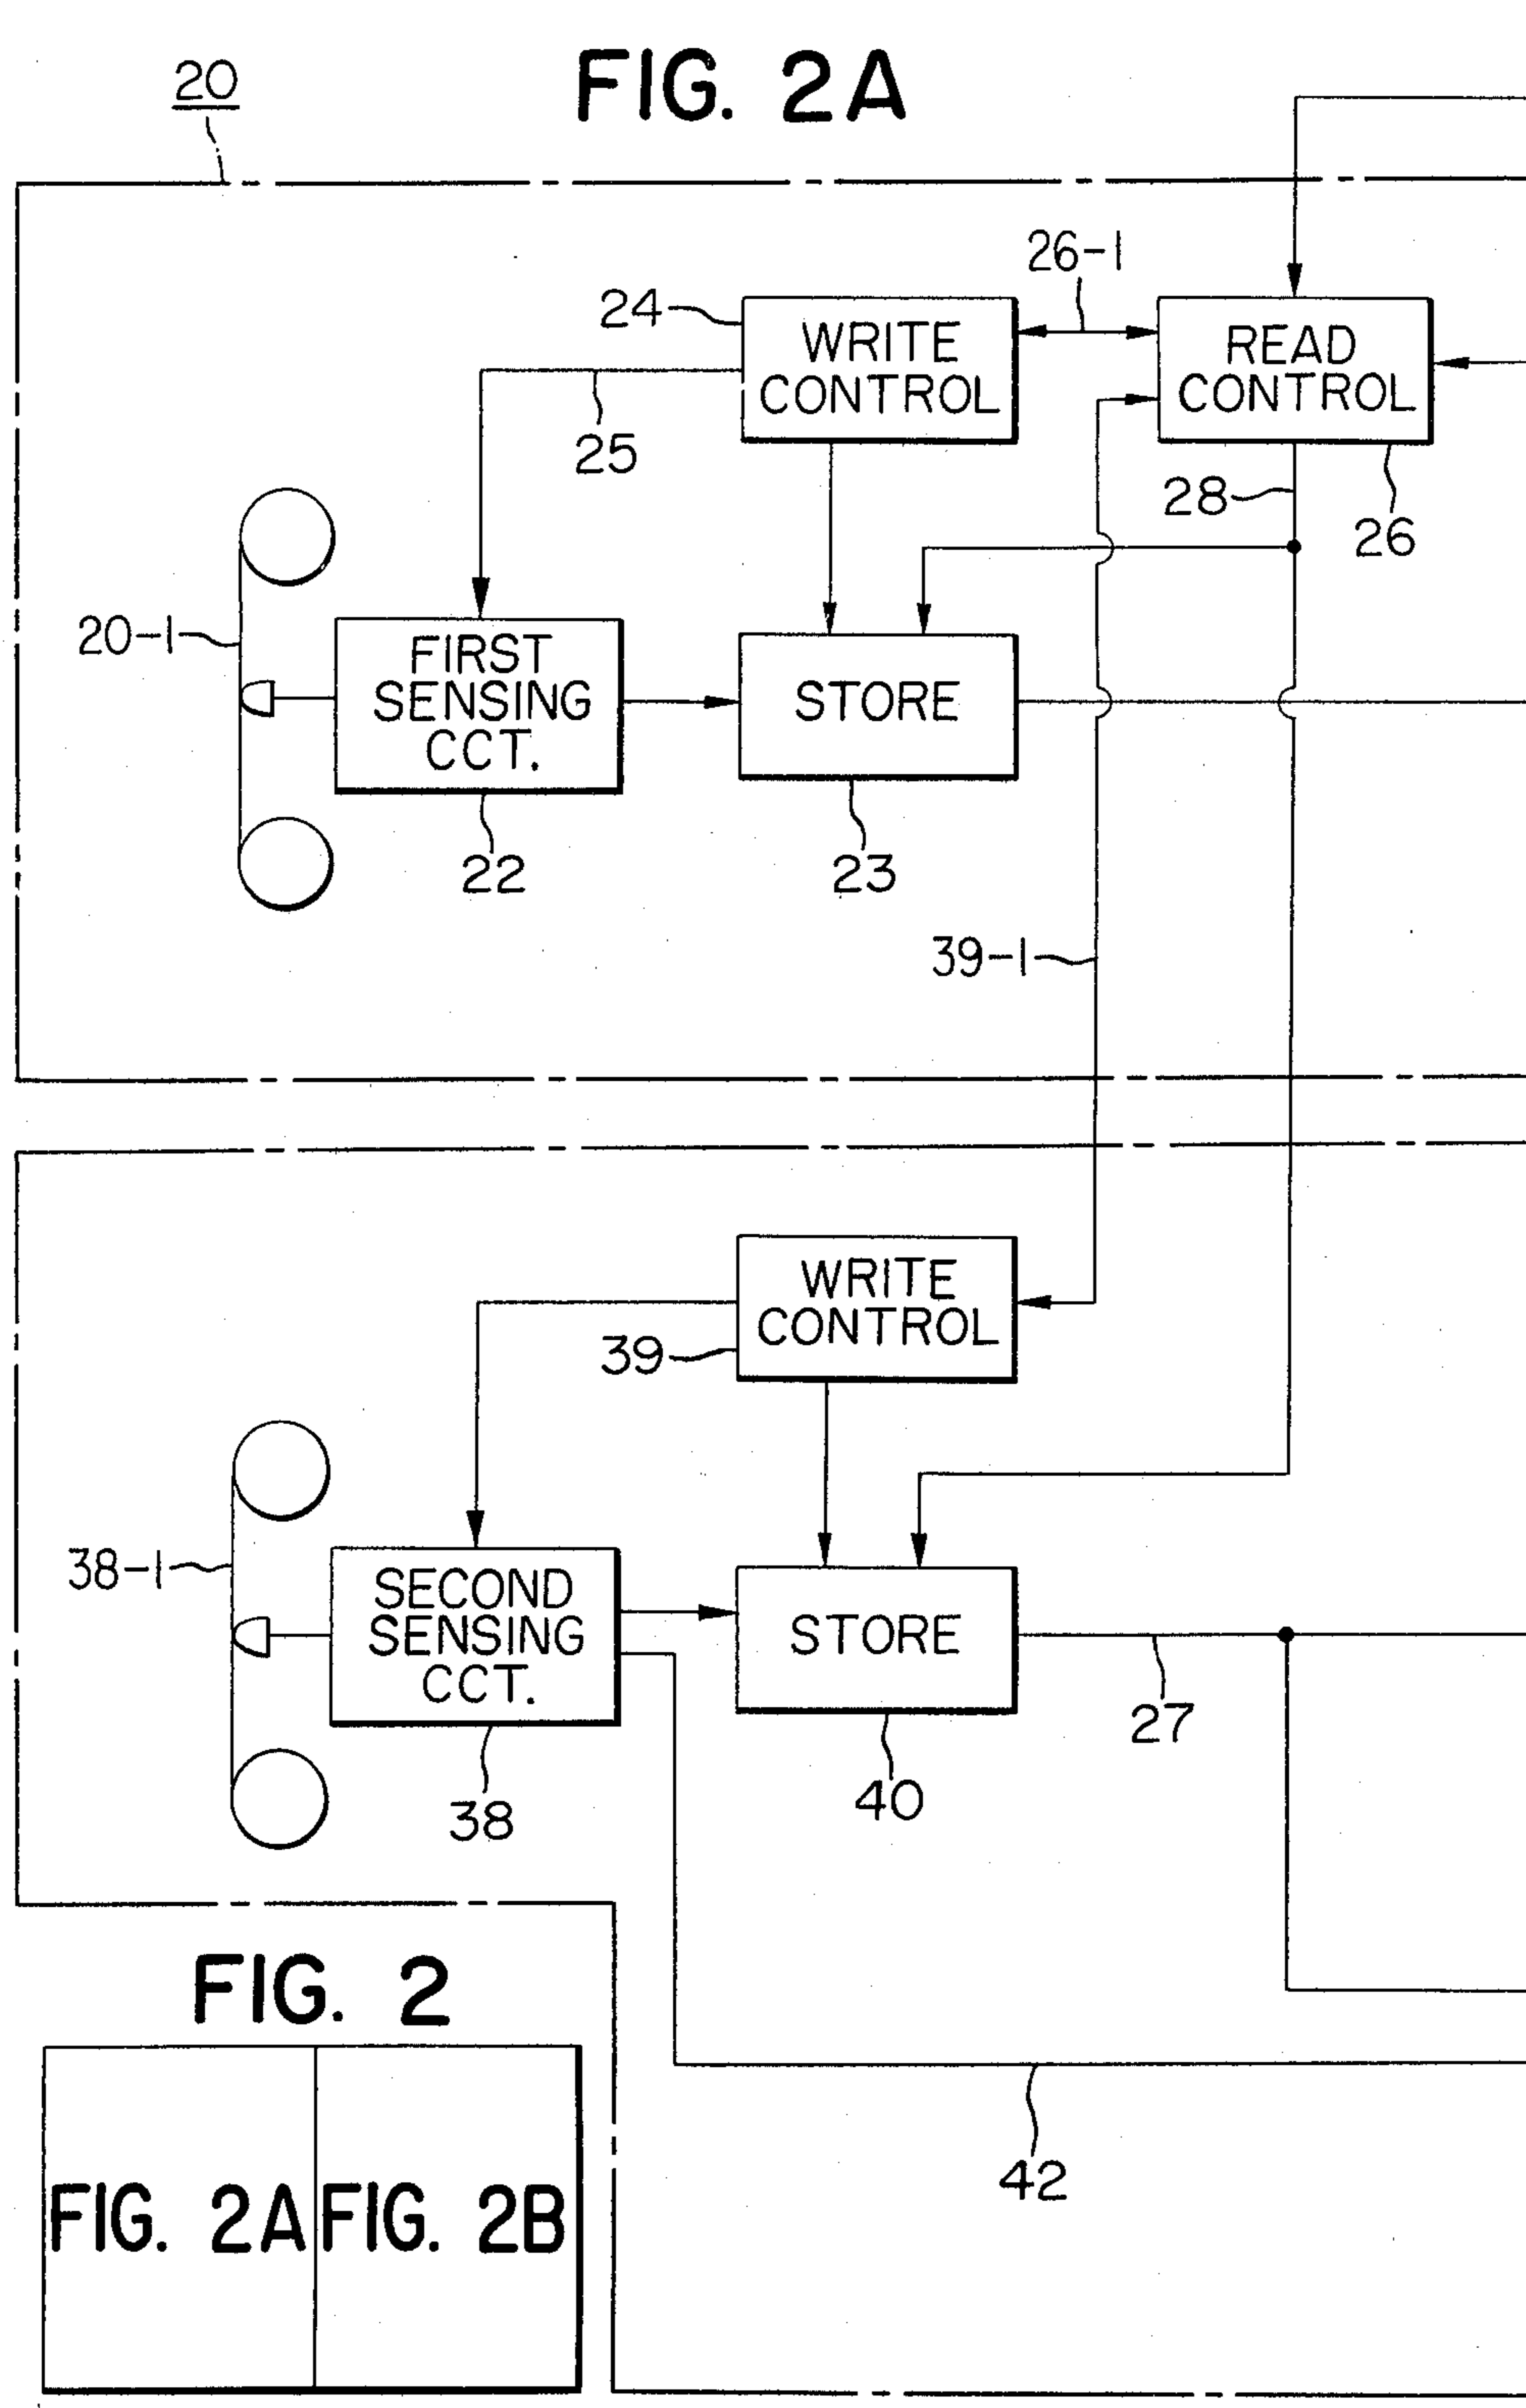 FIG. 2A
20
26-1
24
WRITE
CONTROL
READ
CONTROL
25
28
26
20-1
FIRST
SENSING
CCT.
STORE
22
23
39-1
WRITE
CONTROL
39
38-1
SECOND
SENSING
CCT.
STORE
27
38
40
FIG. 2
42
FIG. 2A
FIG. 2B